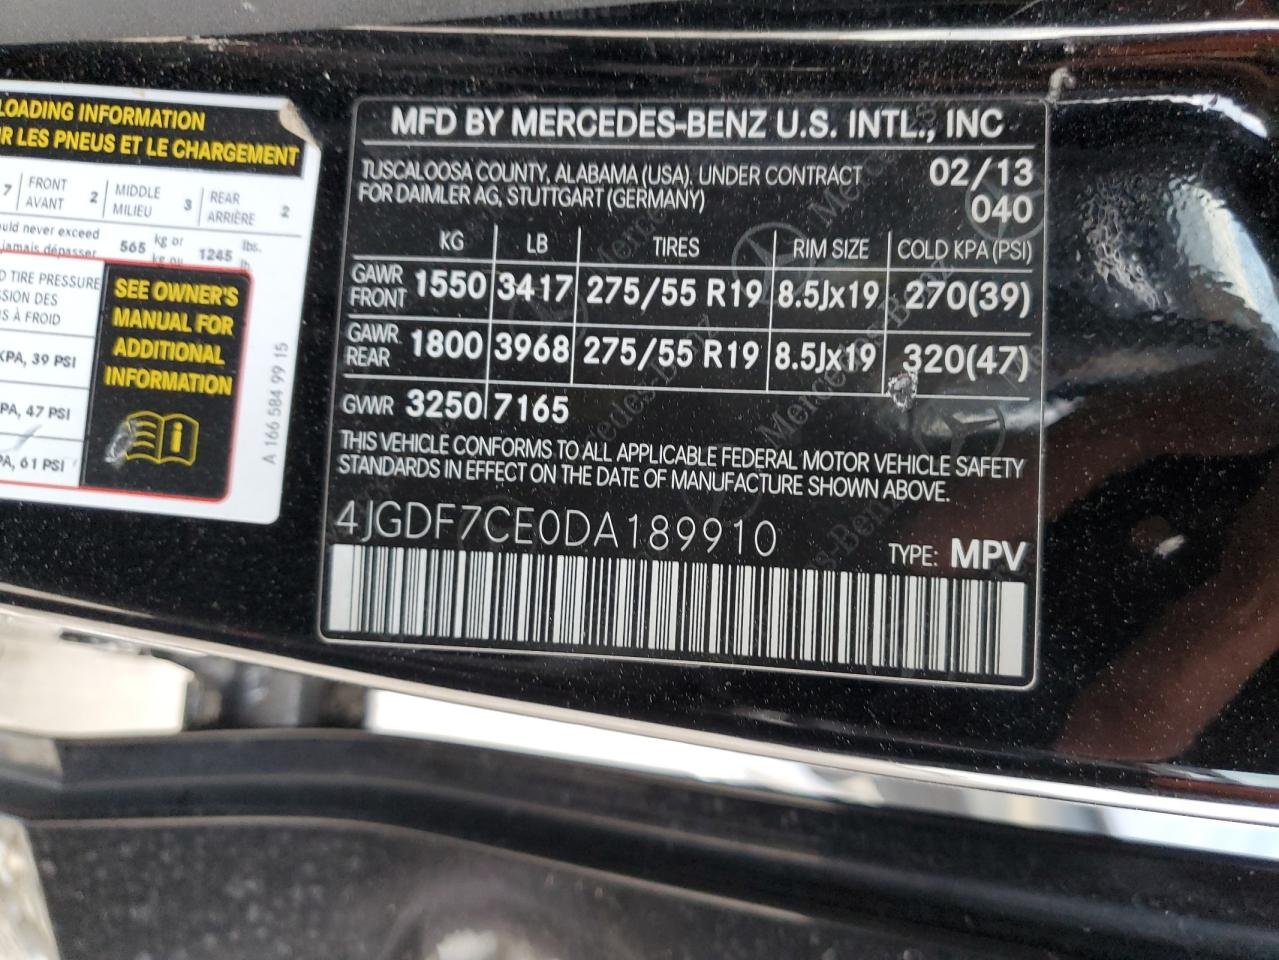 LOADING INFORMATION
LES PNEUS ET LE CHARGEMENT
7 FRONT AVANT 2 MIDDLE MILIEU 3 REAR ARRIÈRE 2
never exceed
jamais dépasser 565 kg or kg ou 1245 lbs.
TIRE PRESSURE
DES
À FROID
KPA, 39 PSI
47 PSI
61 PSI
SEE OWNER'S
MANUAL FOR
ADDITIONAL
INFORMATION
i
A 166 584 99 15
MFD BY MERCEDES-BENZ U.S. INTL., INC
TUSCALOOSA COUNTY, ALABAMA (USA), UNDER CONTRACT 02/13
FOR DAIMLER AG, STUTTGART (GERMANY) 040
KG LB TIRES RIM SIZE COLD KPA (PSI)
GAWR FRONT 1550 3417 275/55 R19 8.5Jx19 270(39)
GAWR REAR 1800 3968 275/55 R19 8.5Jx19 320(47)
GVWR 3250 7165
THIS VEHICLE CONFORMS TO ALL APPLICABLE FEDERAL MOTOR VEHICLE SAFETY
STANDARDS IN EFFECT ON THE DATE OF MANUFACTURE SHOWN ABOVE.
4JGDF7CE0DA189910
TYPE: MPV